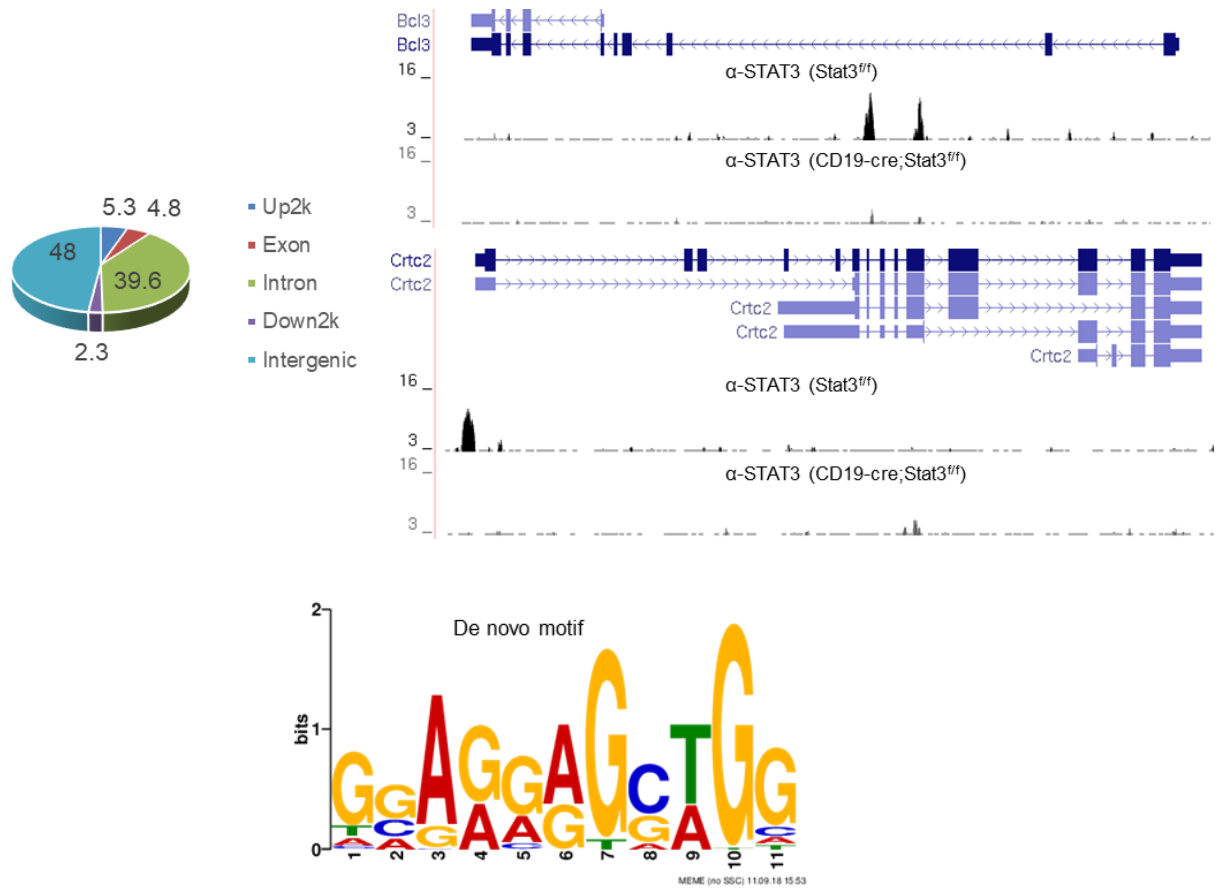 5.3 4.8
48
39.6
2.3
Up2k
Exon
Intron
Down2k
Intergenic
Bcl3
Bcl3
α-STAT3 (Stat3f/f)
16
3
α-STAT3 (CD19-cre;Stat3f/f)
16
3
Crtc2
Crtc2
Crtc2
Crtc2
Crtc2
α-STAT3 (Stat3f/f)
16
3
α-STAT3 (CD19-cre;Stat3f/f)
16
3
De novo motif
2
1
0
bits
G T A C
G C A
A G
G A
G A C
A G
G T
C G A
T A
G
G C A T
1 2 3 4 5 6 7 8 9 10 11
MEME (no SSC) 11.09.18 15:53